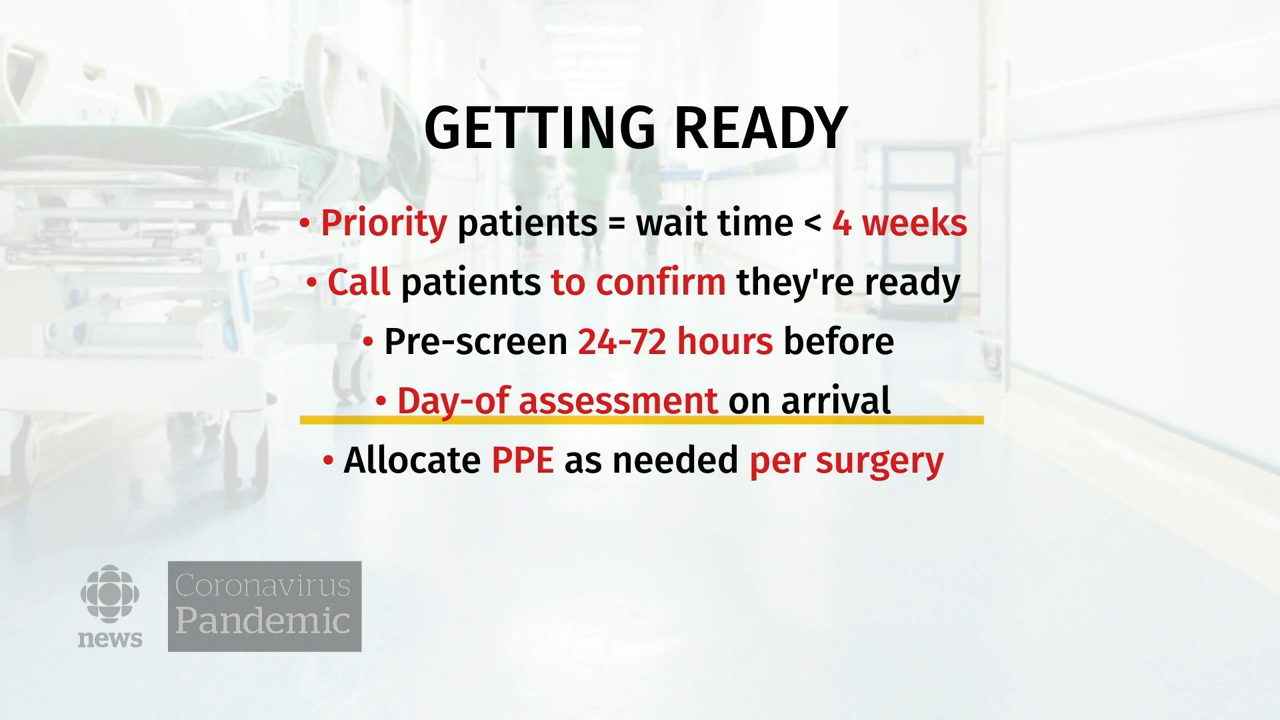 GETTING READY
• Priority patients = wait time < 4 weeks
• Call patients to confirm they're ready
• Pre-screen 24-72 hours before
• Day-of assessment on arrival
• Allocate PPE as needed per surgery
news
Coronavirus
Pandemic